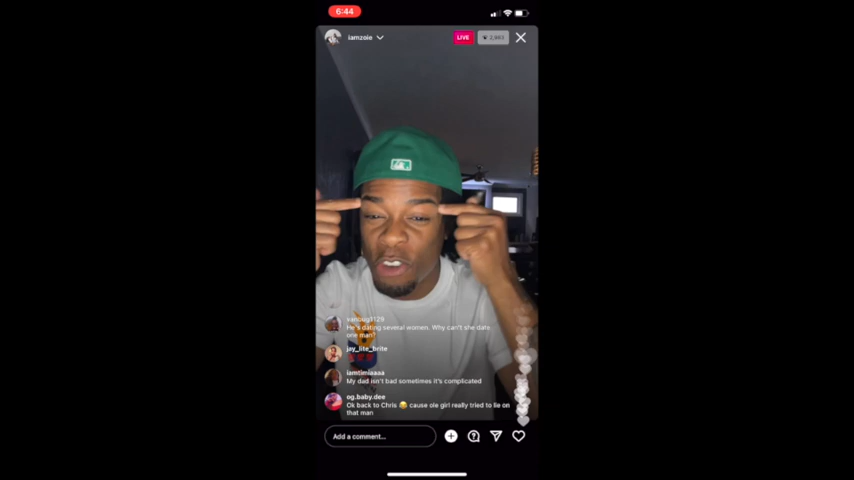 6:44
iamzoie
LIVE
2,963
vanbug1129
He's dating several women. Why can't she date
one man?
jay_lite_brite
💯💯💯
iamtimiaaaa
My dad isn't bad sometimes it's complicated
og.baby.dee
Ok back to Chris 😂 cause ole girl really tried to lie on
that man
Add a comment...